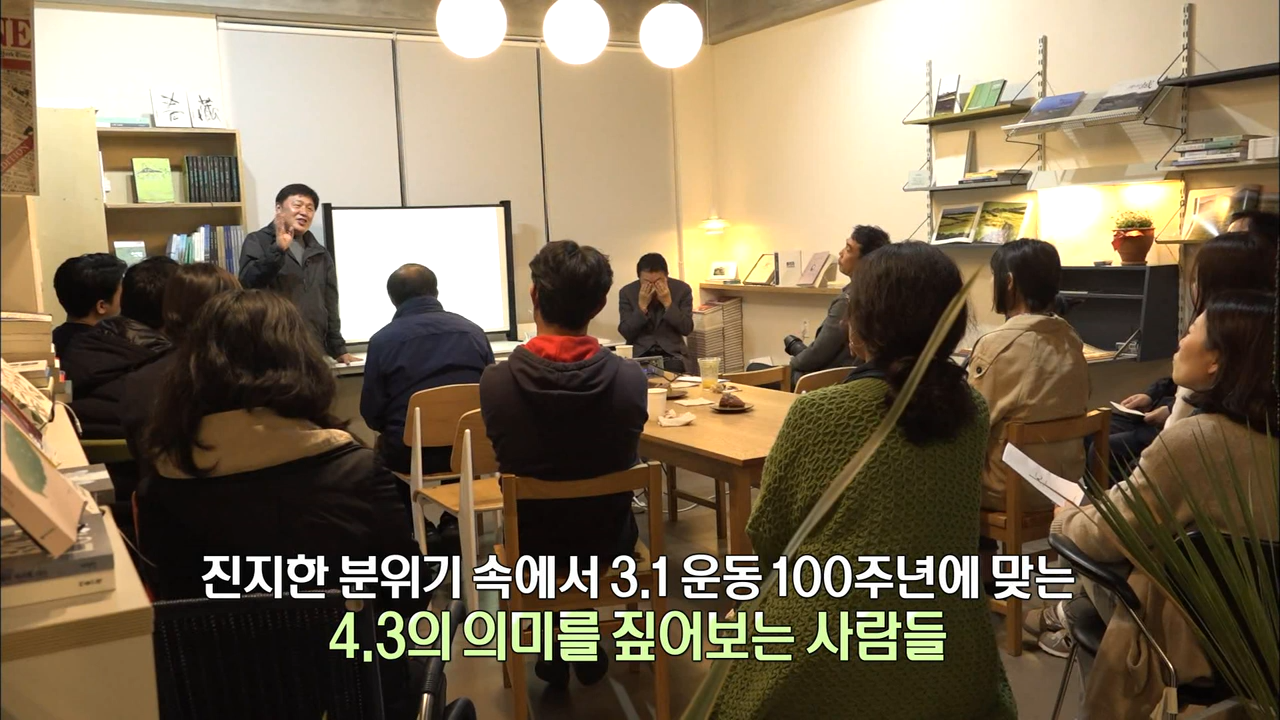 NE
진지한 분위기 속에서 3.1 운동 100주년에 맞는
4.3의 의미를 짚어보는 사람들